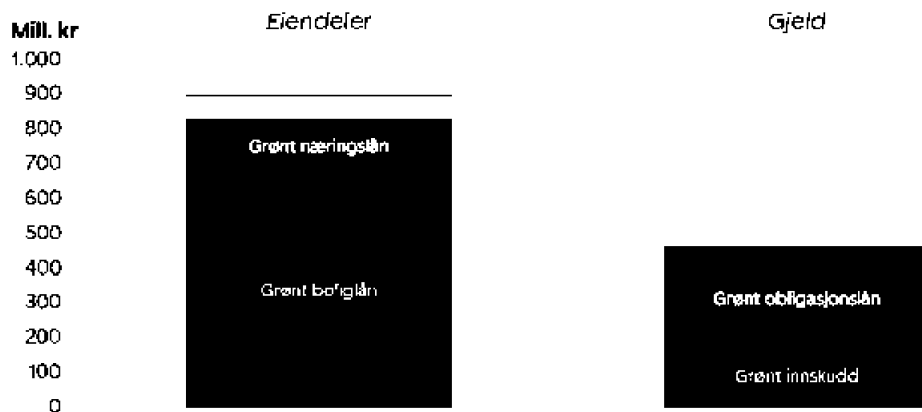 Eiendeler
Gjeld
Mill. kr
1.000
900
800
700
600
500
400
300
200
100
0
Grønt næringslån
Grønt boliglån
Grønt obligasjonslån
Grønt innskudd